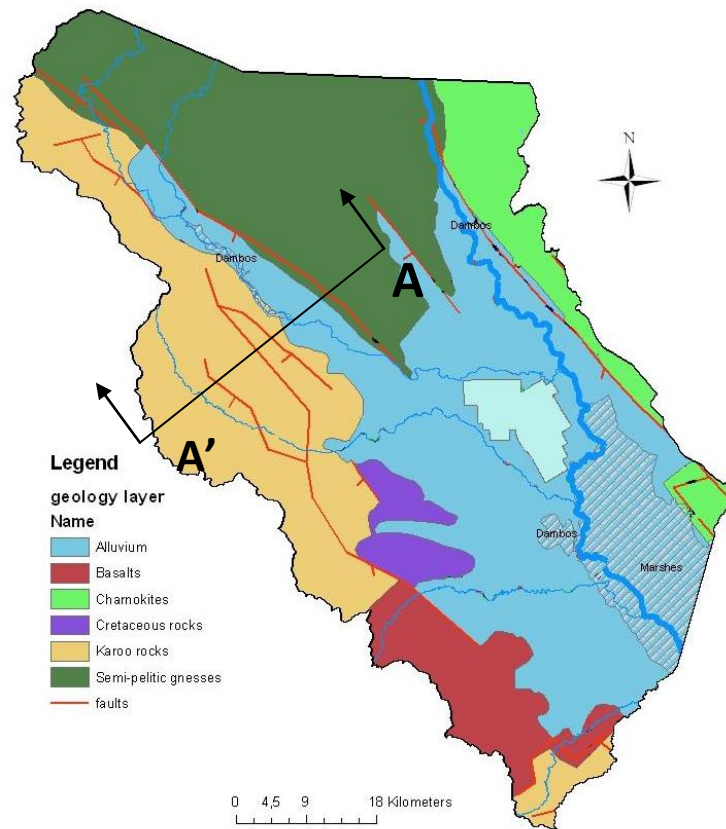 N
Dambos
Dambos
A
A'
Legend
geology layer
Name
Alluvium
Basalts
Charnokites
Cretaceous rocks
Karoo rocks
Semi-pelitic gnesses
faults
Dambos
Marshes
0 4,5 9 18 Kilometers